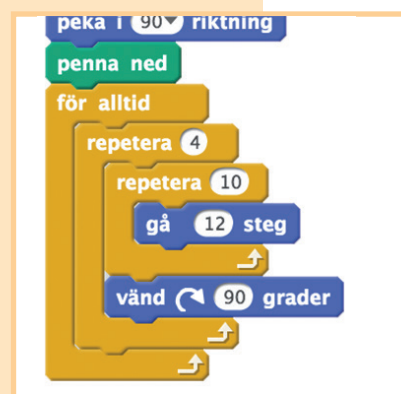 peka i 90 riktning
penna ned
för alltid
repetera 4
repetera 10
gå 12 steg
vänd 90 grader